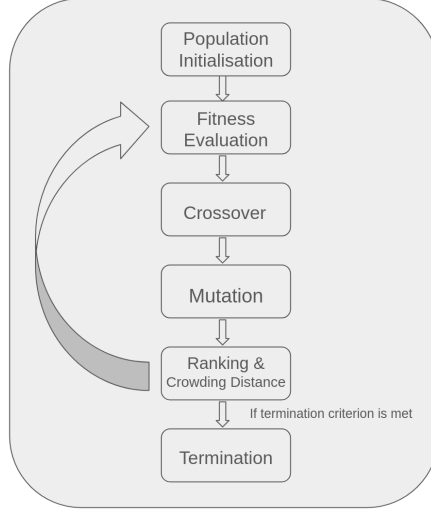 Population
Initialisation
Fitness
Evaluation
Crossover
Mutation
Ranking &
Crowding Distance
If termination criterion is met
Termination